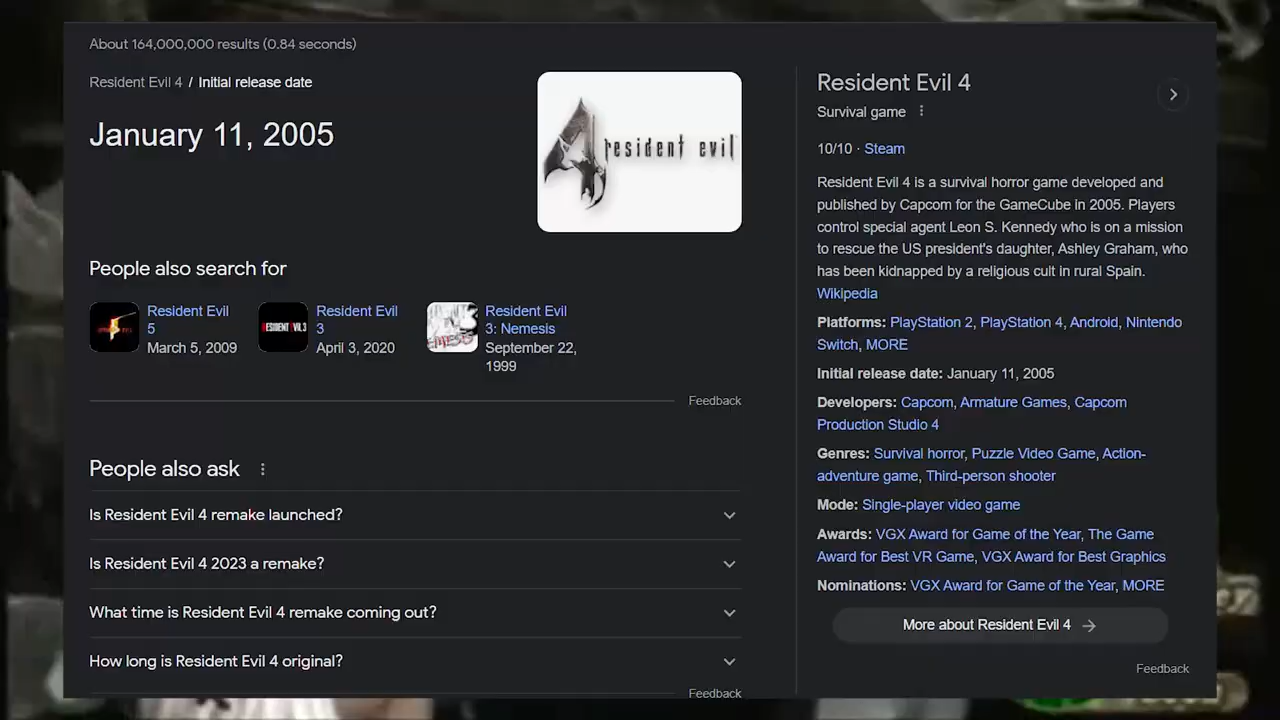 About 164,000,000 results (0.84 seconds)
Resident Evil 4 / Initial release date
January 11, 2005
4 resident evil
People also search for
Resident Evil
5
March 5, 2009
RESIDENT EVIL 3
Resident Evil
3
April 3, 2020
Resident Evil
3: Nemesis
September 22,
1999
Feedback
People also ask
Is Resident Evil 4 remake launched?
Is Resident Evil 4 2023 a remake?
What time is Resident Evil 4 remake coming out?
How long is Resident Evil 4 original?
Feedback
Resident Evil 4
Survival game
10/10 · Steam
Resident Evil 4 is a survival horror game developed and
published by Capcom for the GameCube in 2005. Players
control special agent Leon S. Kennedy who is on a mission
to rescue the US president's daughter, Ashley Graham, who
has been kidnapped by a religious cult in rural Spain.
Wikipedia
Platforms: PlayStation 2, PlayStation 4, Android, Nintendo
Switch, MORE
Initial release date: January 11, 2005
Developers: Capcom, Armature Games, Capcom
Production Studio 4
Genres: Survival horror, Puzzle Video Game, Action-
adventure game, Third-person shooter
Mode: Single-player video game
Awards: VGX Award for Game of the Year, The Game
Award for Best VR Game, VGX Award for Best Graphics
Nominations: VGX Award for Game of the Year, MORE
More about Resident Evil 4
Feedback